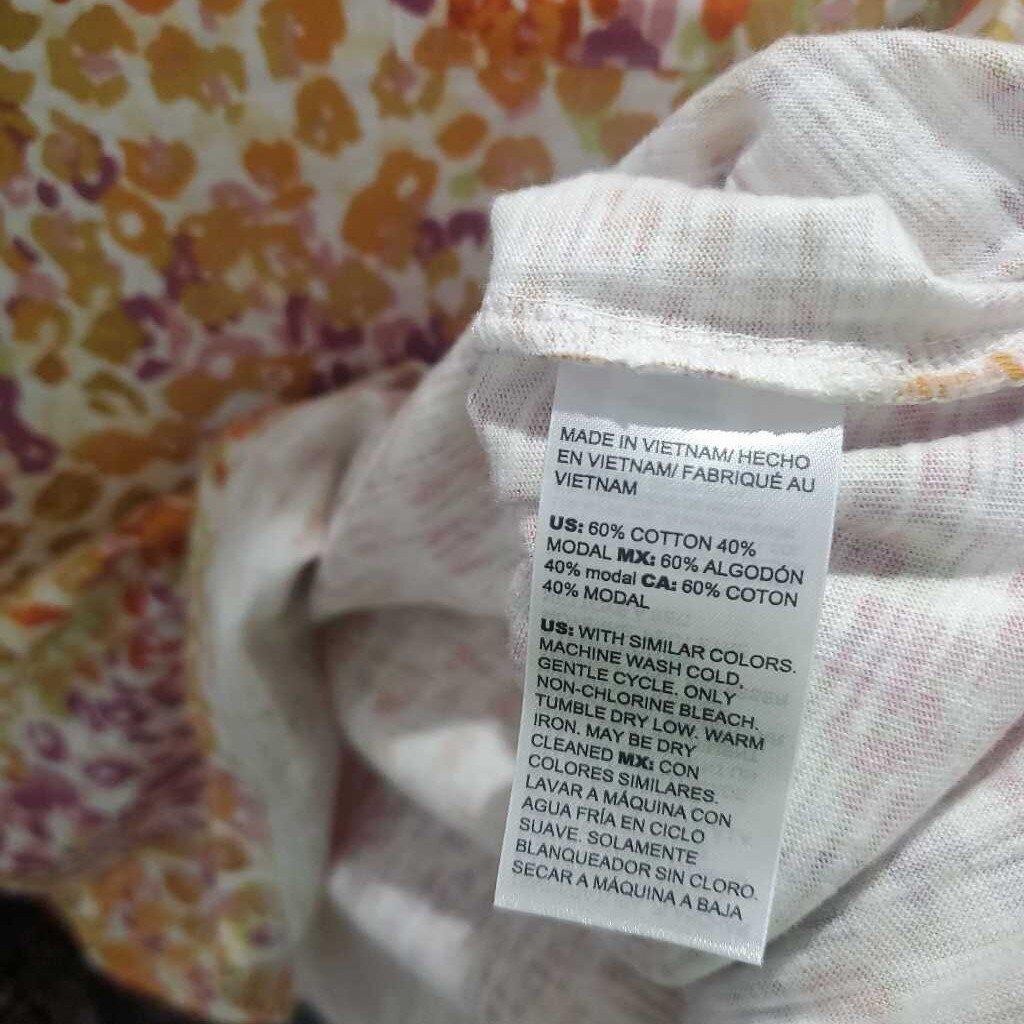 MADE IN VIETNAM/ HECHO
EN VIETNAM/ FABRIQUÉ AU
VIETNAM
US: 60% COTTON 40%
MODAL MX: 60% ALGODÓN
40% modal CA: 60% COTON
40% MODAL
US: WITH SIMILAR COLORS.
MACHINE WASH COLD,
GENTLE CYCLE. ONLY
NON-CHLORINE BLEACH.
TUMBLE DRY LOW. WARM
IRON. MAY BE DRY
CLEANED MX: CON
COLORES SIMILARES.
LAVAR A MÁQUINA CON
AGUA FRÍA EN CICLO
SUAVE. SOLAMENTE
BLANQUEADOR SIN CLORO.
SECAR A MÁQUINA A BAJA